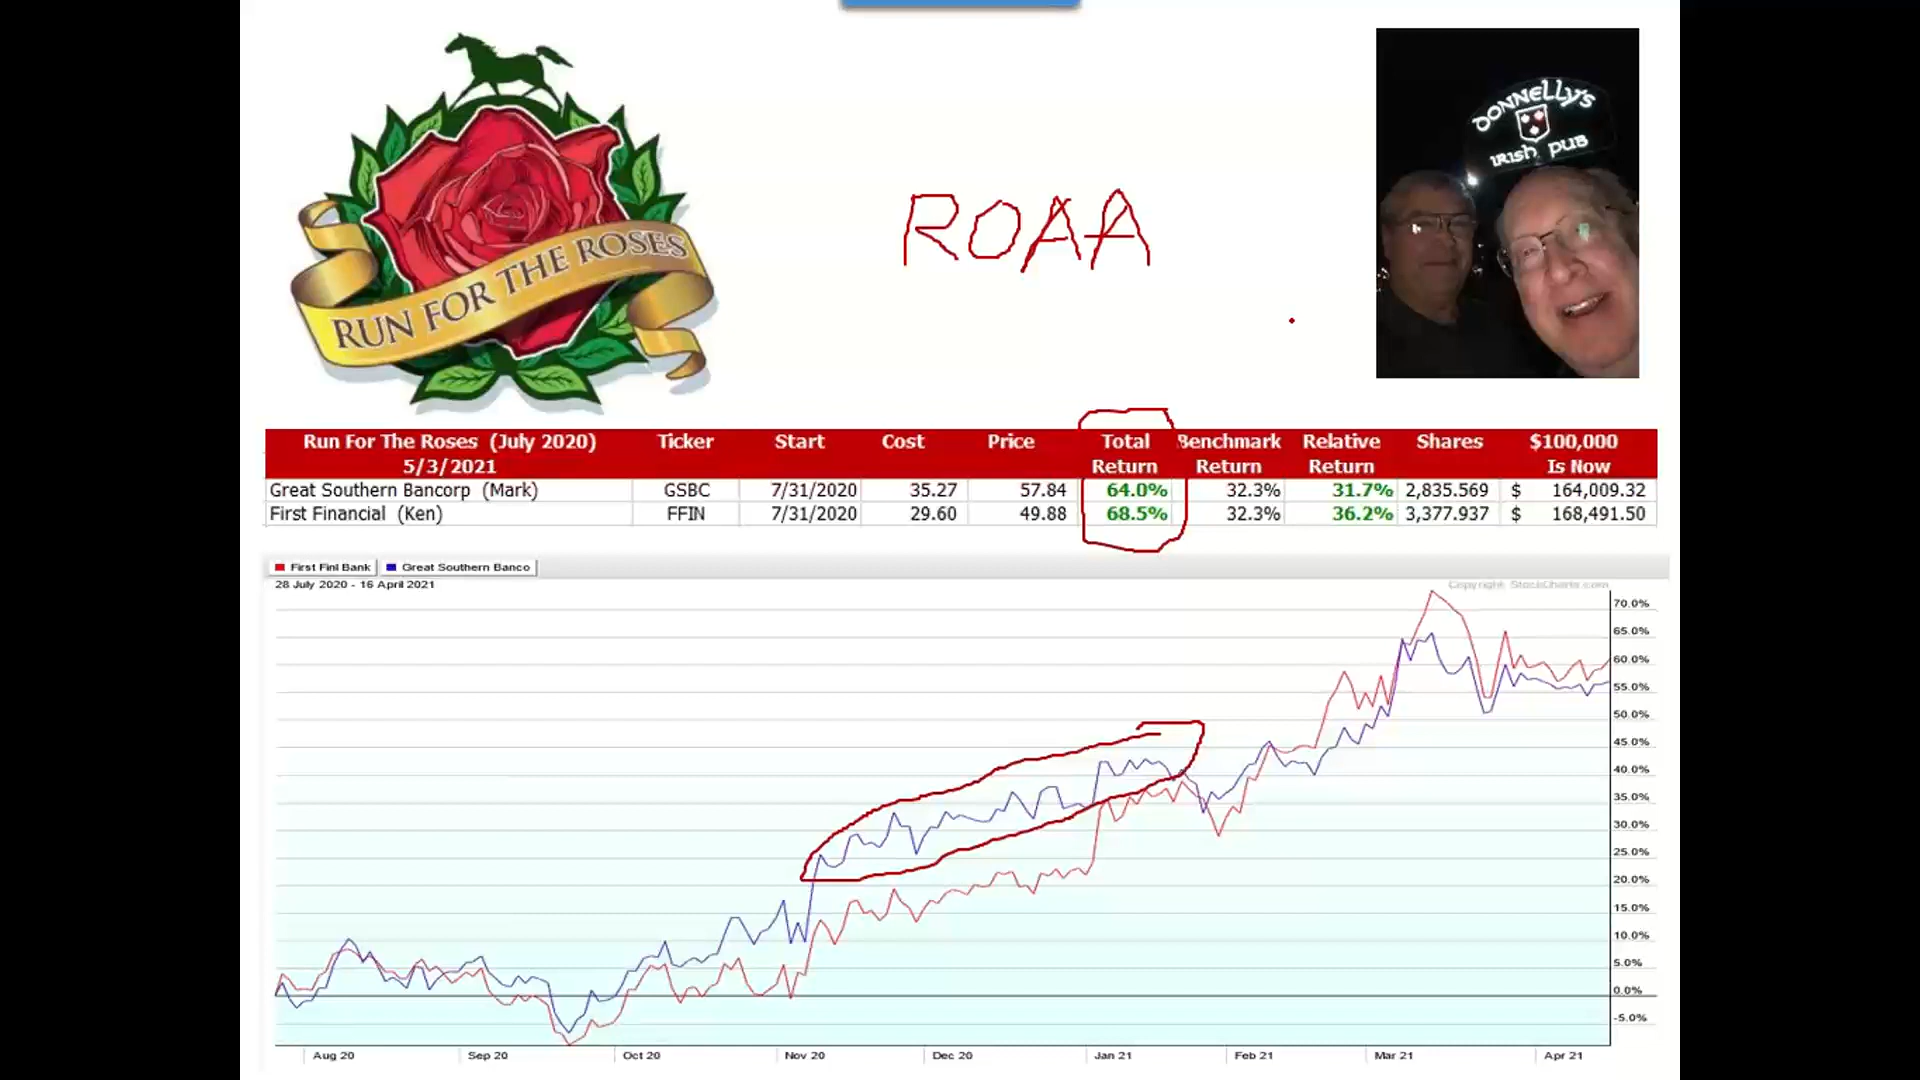 RUN FOR THE ROSES
ROAA
DONNELLY'S
IRISH PUB
Run For The Roses (July 2020) 5/3/2021 Ticker Start Cost Price Total Return Benchmark Return Relative Return Shares $100,000 Is Now
Great Southern Bancorp (Mark) GSBC 7/31/2020 35.27 57.84 64.0% 32.3% 31.7% 2,835.569 $ 164,009.32
First Financial (Ken) FFIN 7/31/2020 29.60 49.88 68.5% 32.3% 36.2% 3,377.937 $ 168,491.50
First Finl Bank Great Southern Banco
28 July 2020 - 16 April 2021 Copyright, StockCharts.com
70.0%
65.0%
60.0%
55.0%
50.0%
45.0%
40.0%
35.0%
30.0%
25.0%
20.0%
15.0%
10.0%
5.0%
0.0%
-5.0%
Aug 20 Sep 20 Oct 20 Nov 20 Dec 20 Jan 21 Feb 21 Mar 21 Apr 21